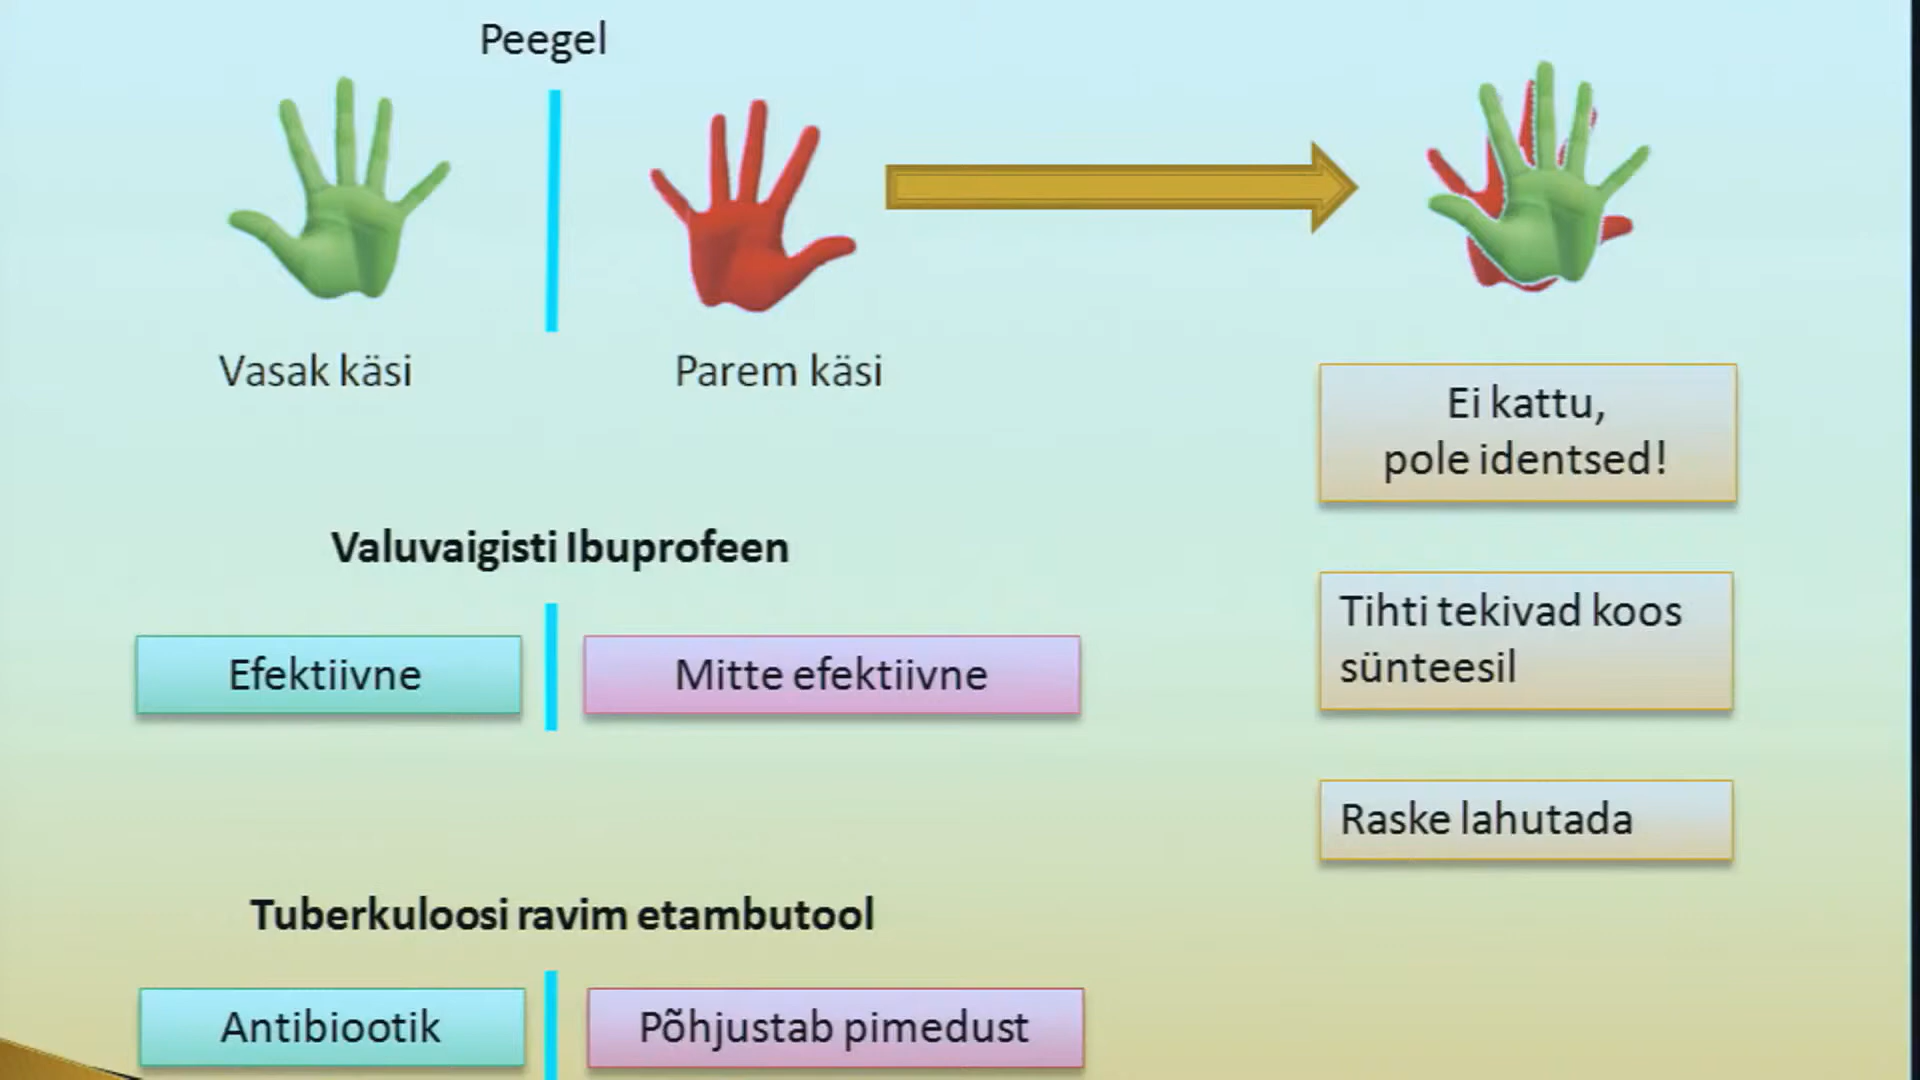 Peegel
Vasak käsi
Parem käsi
Ei kattu,
pole identsed!
Valuvaigisti Ibuprofeen
Efektiivne
Mitte efektiivne
Tihti tekivad koos
sünteesil
Raske lahutada
Tuberkuloosi ravim etambutool
Antibiootik
Põhjustab pimedust